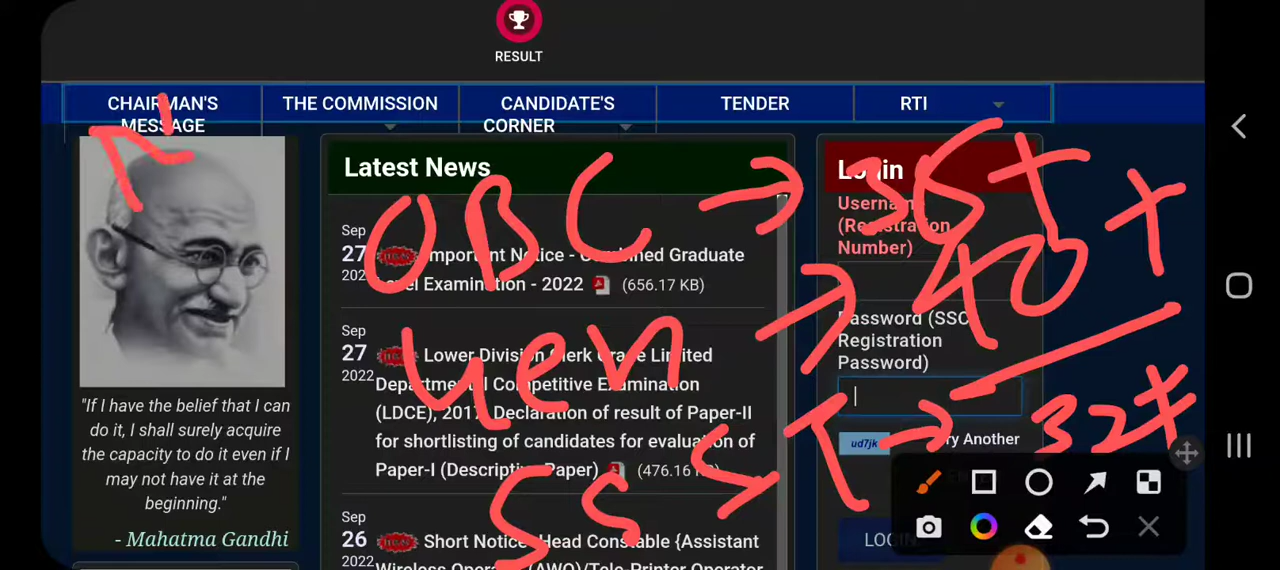 RESULT
CHAIRMAN'S MESSAGE
THE COMMISSION
CANDIDATE'S CORNER
TENDER
RTI
"If I have the belief that I can
do it, I shall surely acquire
the capacity to do it even if I
may not have it at the
beginning."
- Mahatma Gandhi
Latest News
Sep
27
2022
Important Notice - Combined Graduate
Level Examination - 2022 (656.17 KB)
Sep
27
2022
Lower Division Clerk Grade Limited
Departmental Competitive Examination
(LDCE), 2017 Declaration of result of Paper-II
for shortlisting of candidates for evaluation of
Paper-I (Descriptive Paper) (476.16 KB)
Sep
26
2022
Short Notice Head Constable {Assistant
Wireless Operator (AWO)/Tele-Printer Operator
Login
Username
(Registration
Number)
Password (SSC
Registration
Password)
ud7jk
Try Another
LOGIN
OBC → 35+ +
Gen → 40
→ 32+